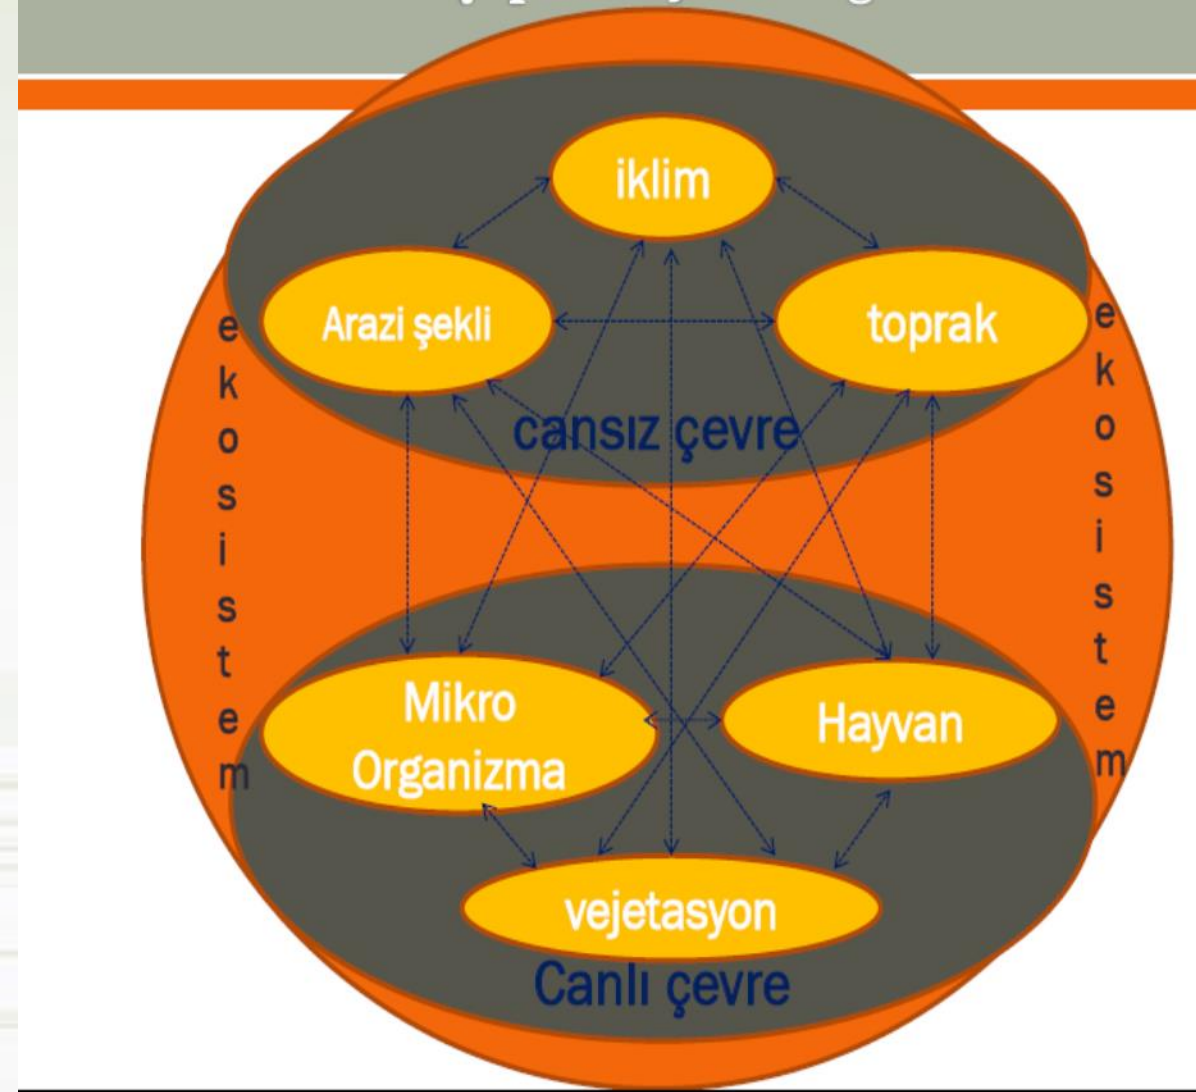 iklim
Arazi şekli
toprak
cansız çevre
ekosistem
ekosistem
Mikro
Organizma
Hayvan
vejetasyon
Canlı çevre